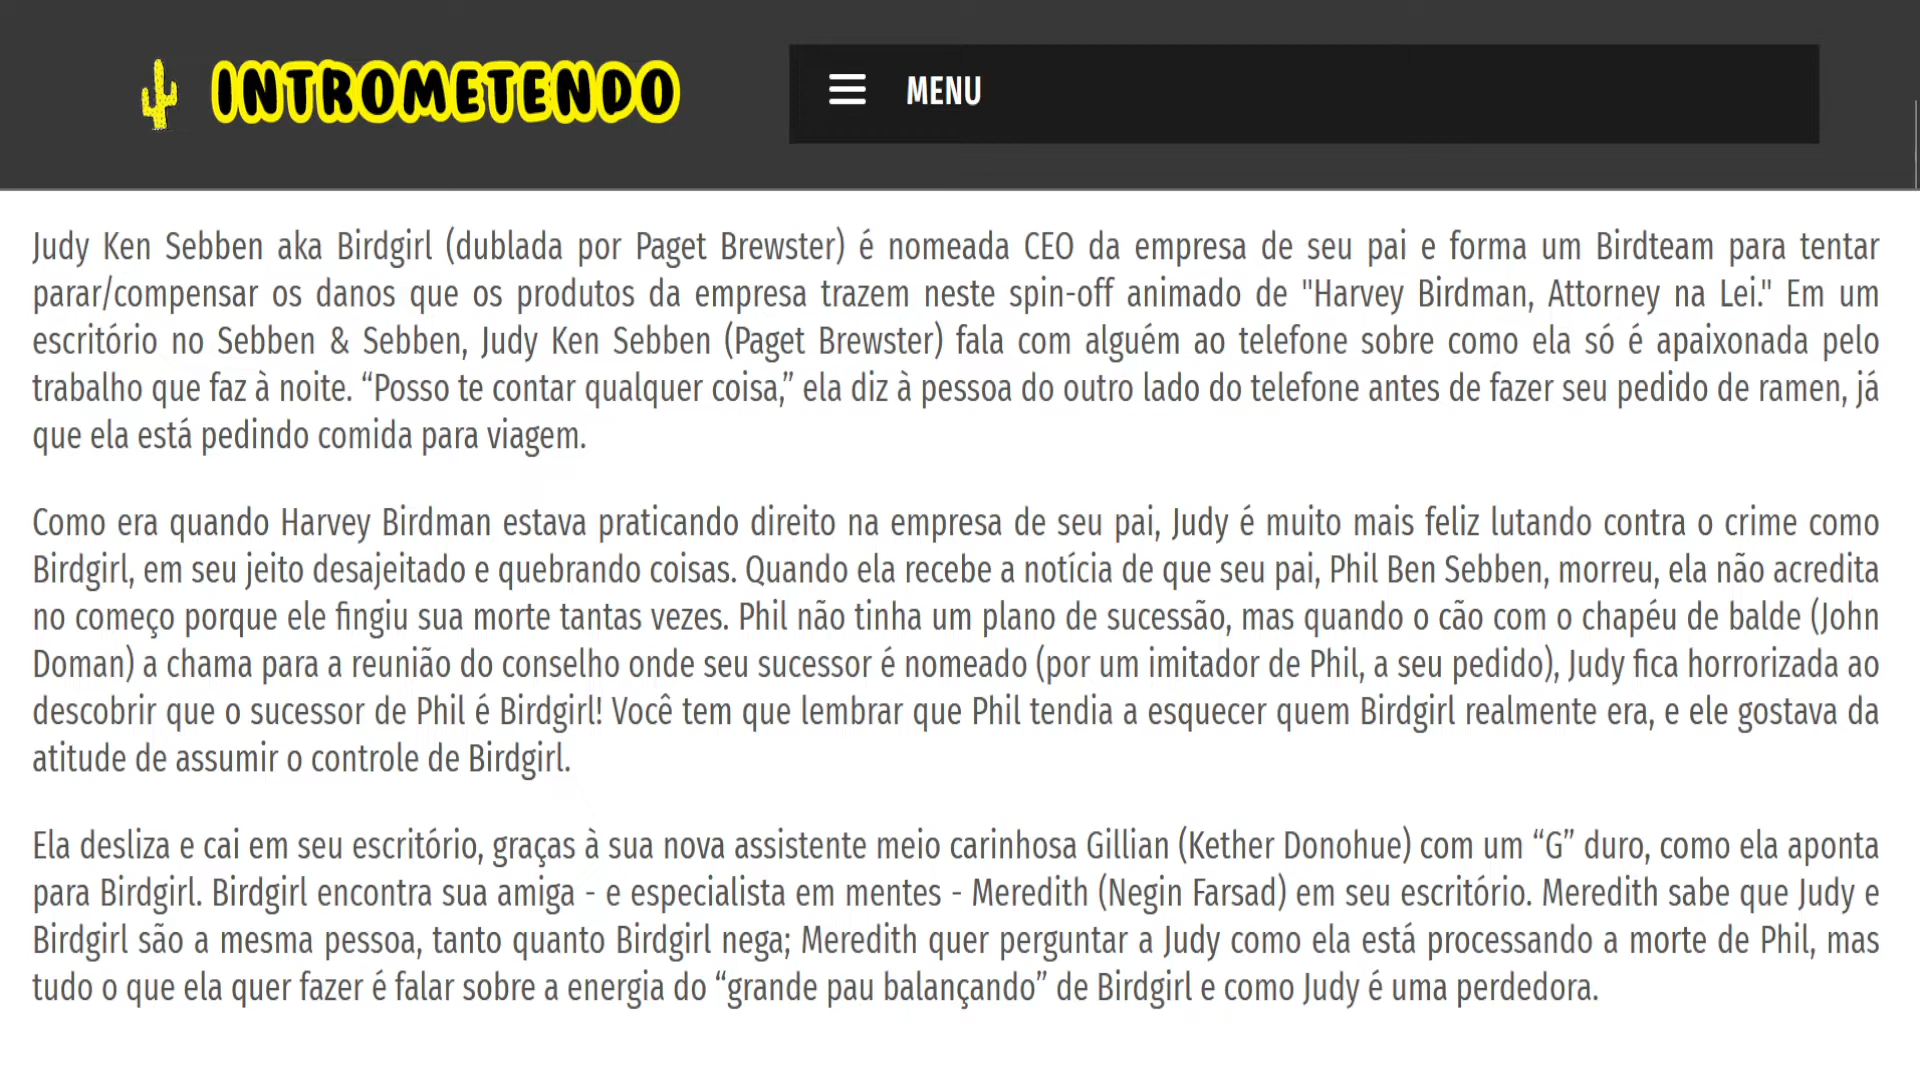 INTROMETENDO
MENU
Judy Ken Sebben aka Birdgirl (dublada por Paget Brewster) é nomeada CEO da empresa de seu pai e forma um Birdteam para tentar
parar/compensar os danos que os produtos da empresa trazem neste spin-off animado de "Harvey Birdman, Attorney na Lei." Em um
escritório no Sebben & Sebben, Judy Ken Sebben (Paget Brewster) fala com alguém ao telefone sobre como ela só é apaixonada pelo
trabalho que faz à noite. “Posso te contar qualquer coisa,” ela diz à pessoa do outro lado do telefone antes de fazer seu pedido de ramen, já
que ela está pedindo comida para viagem.
Como era quando Harvey Birdman estava praticando direito na empresa de seu pai, Judy é muito mais feliz lutando contra o crime como
Birdgirl, em seu jeito desajeitado e quebrando coisas. Quando ela recebe a notícia de que seu pai, Phil Ben Sebben, morreu, ela não acredita
no começo porque ele fingiu sua morte tantas vezes. Phil não tinha um plano de sucessão, mas quando o cão com o chapéu de balde (John
Doman) a chama para a reunião do conselho onde seu sucessor é nomeado (por um imitador de Phil, a seu pedido), Judy fica horrorizada ao
descobrir que o sucessor de Phil é Birdgirl! Você tem que lembrar que Phil tendia a esquecer quem Birdgirl realmente era, e ele gostava da
atitude de assumir o controle de Birdgirl.
Ela desliza e cai em seu escritório, graças à sua nova assistente meio carinhosa Gillian (Kether Donohue) com um “G” duro, como ela aponta
para Birdgirl. Birdgirl encontra sua amiga - e especialista em mentes - Meredith (Negin Farsad) em seu escritório. Meredith sabe que Judy e
Birdgirl são a mesma pessoa, tanto quanto Birdgirl nega; Meredith quer perguntar a Judy como ela está processando a morte de Phil, mas
tudo o que ela quer fazer é falar sobre a energia do “grande pau balançando” de Birdgirl e como Judy é uma perdedora.